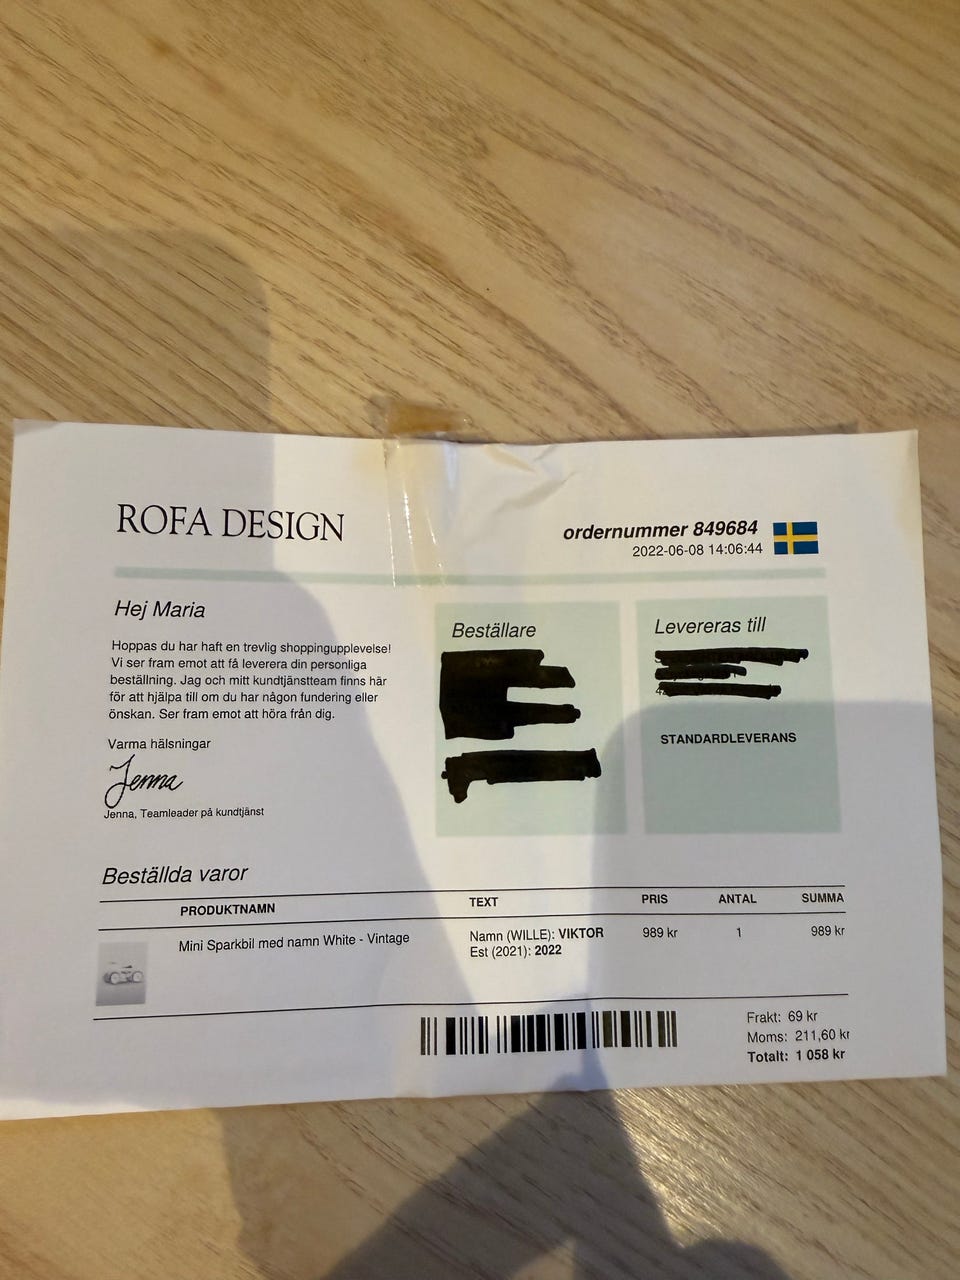 ROFA DESIGN
ordernummer 849684
2022-06-08 14:06:44
Hej Maria
Hoppas du har haft en trevlig shoppingupplevelse!
Vi ser fram emot att få leverera din personliga
beställning. Jag och mitt kundtjänstteam finns här
för att hjälpa till om du har någon fundering eller
önskan. Ser fram emot att höra från dig.
Varma hälsningar
Jenna
Jenna, Teamleader på kundtjänst
Beställare
Levereras till
STANDARDLEVERANS
Beställda varor
PRODUKTNAMN TEXT PRIS ANTAL SUMMA
Mini Sparkbil med namn White - Vintage Namn (WILLE): VIKTOR 989 kr 1 989 kr
Est (2021): 2022
Frakt: 69 kr
Moms: 211,60 kr
Totalt: 1 058 kr